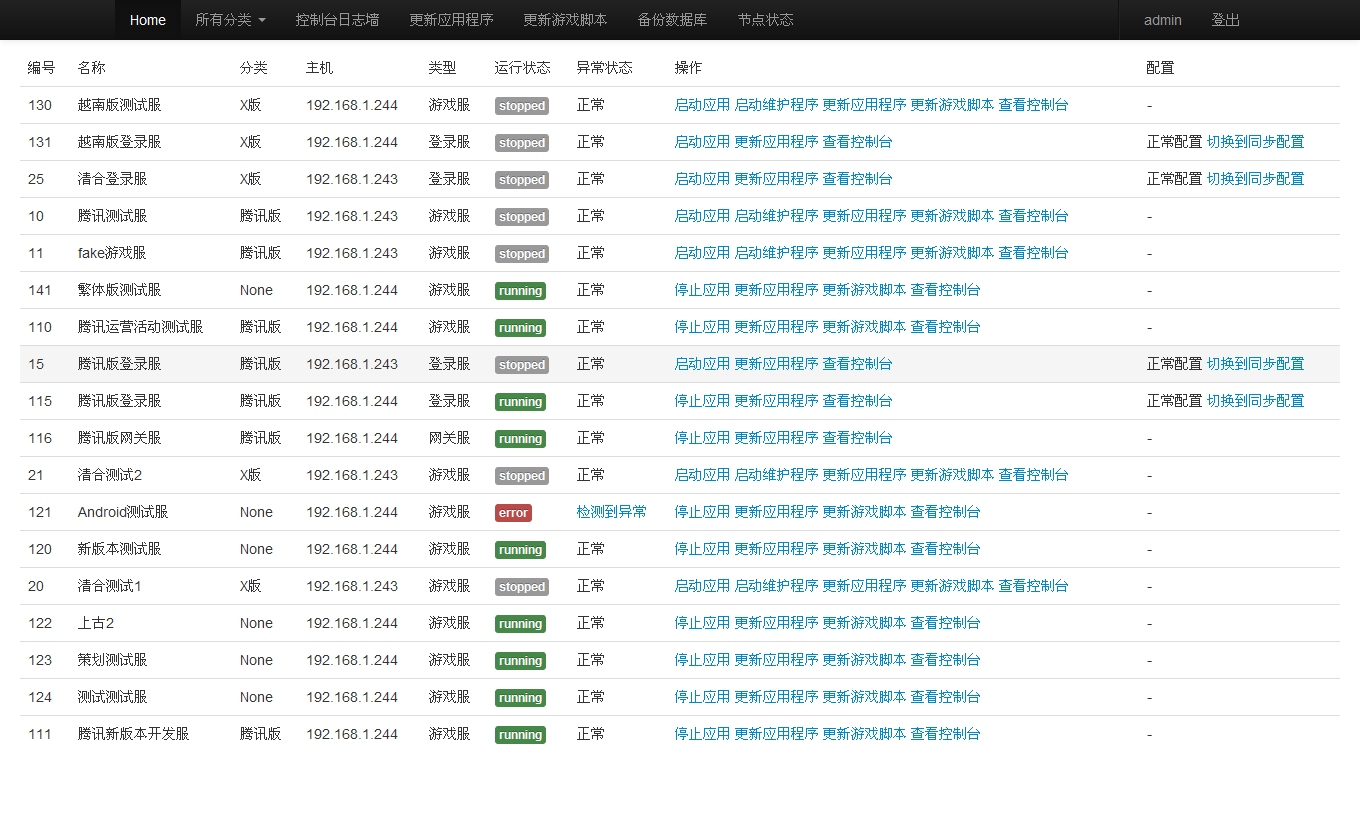 Home 所有分类 控制台日志墙 更新应用程序 更新游戏脚本 备份数据库 节点状态 admin 登出
编号 名称 分类 主机 类型 运行状态 异常状态 操作 配置
130 越南版测试服 X版 192.168.1.244 游戏服 stopped 正常 启动应用 启动维护程序 更新应用程序 更新游戏脚本 查看控制台 -
131 越南版登录服 X版 192.168.1.244 登录服 stopped 正常 启动应用 更新应用程序 查看控制台 正常配置 切换到同步配置
25 清合登录服 X版 192.168.1.243 登录服 stopped 正常 启动应用 更新应用程序 查看控制台 正常配置 切换到同步配置
10 腾讯测试服 腾讯版 192.168.1.243 游戏服 stopped 正常 启动应用 启动维护程序 更新应用程序 更新游戏脚本 查看控制台 -
11 fake游戏服 腾讯版 192.168.1.243 游戏服 stopped 正常 启动应用 启动维护程序 更新应用程序 更新游戏脚本 查看控制台 -
141 繁体版测试服 None 192.168.1.244 游戏服 running 正常 停止应用 更新应用程序 更新游戏脚本 查看控制台 -
110 腾讯运营活动测试服 腾讯版 192.168.1.244 游戏服 running 正常 停止应用 更新应用程序 更新游戏脚本 查看控制台 -
15 腾讯版登录服 腾讯版 192.168.1.243 登录服 stopped 正常 启动应用 更新应用程序 查看控制台 正常配置 切换到同步配置
115 腾讯版登录服 腾讯版 192.168.1.244 登录服 running 正常 停止应用 更新应用程序 查看控制台 正常配置 切换到同步配置
116 腾讯版网关服 腾讯版 192.168.1.244 网关服 running 正常 停止应用 更新应用程序 查看控制台 -
21 清合测试2 X版 192.168.1.243 游戏服 stopped 正常 启动应用 启动维护程序 更新应用程序 更新游戏脚本 查看控制台 -
121 Android测试服 None 192.168.1.244 游戏服 error 检测到异常 停止应用 更新应用程序 更新游戏脚本 查看控制台 -
120 新版本测试服 None 192.168.1.244 游戏服 running 正常 停止应用 更新应用程序 更新游戏脚本 查看控制台 -
20 清合测试1 X版 192.168.1.243 游戏服 stopped 正常 启动应用 启动维护程序 更新应用程序 更新游戏脚本 查看控制台 -
122 上古2 None 192.168.1.244 游戏服 running 正常 停止应用 更新应用程序 更新游戏脚本 查看控制台 -
123 策划测试服 None 192.168.1.244 游戏服 running 正常 停止应用 更新应用程序 更新游戏脚本 查看控制台 -
124 测试测试服 None 192.168.1.244 游戏服 running 正常 停止应用 更新应用程序 更新游戏脚本 查看控制台 -
111 腾讯新版本开发服 腾讯版 192.168.1.244 游戏服 running 正常 停止应用 更新应用程序 更新游戏脚本 查看控制台 -